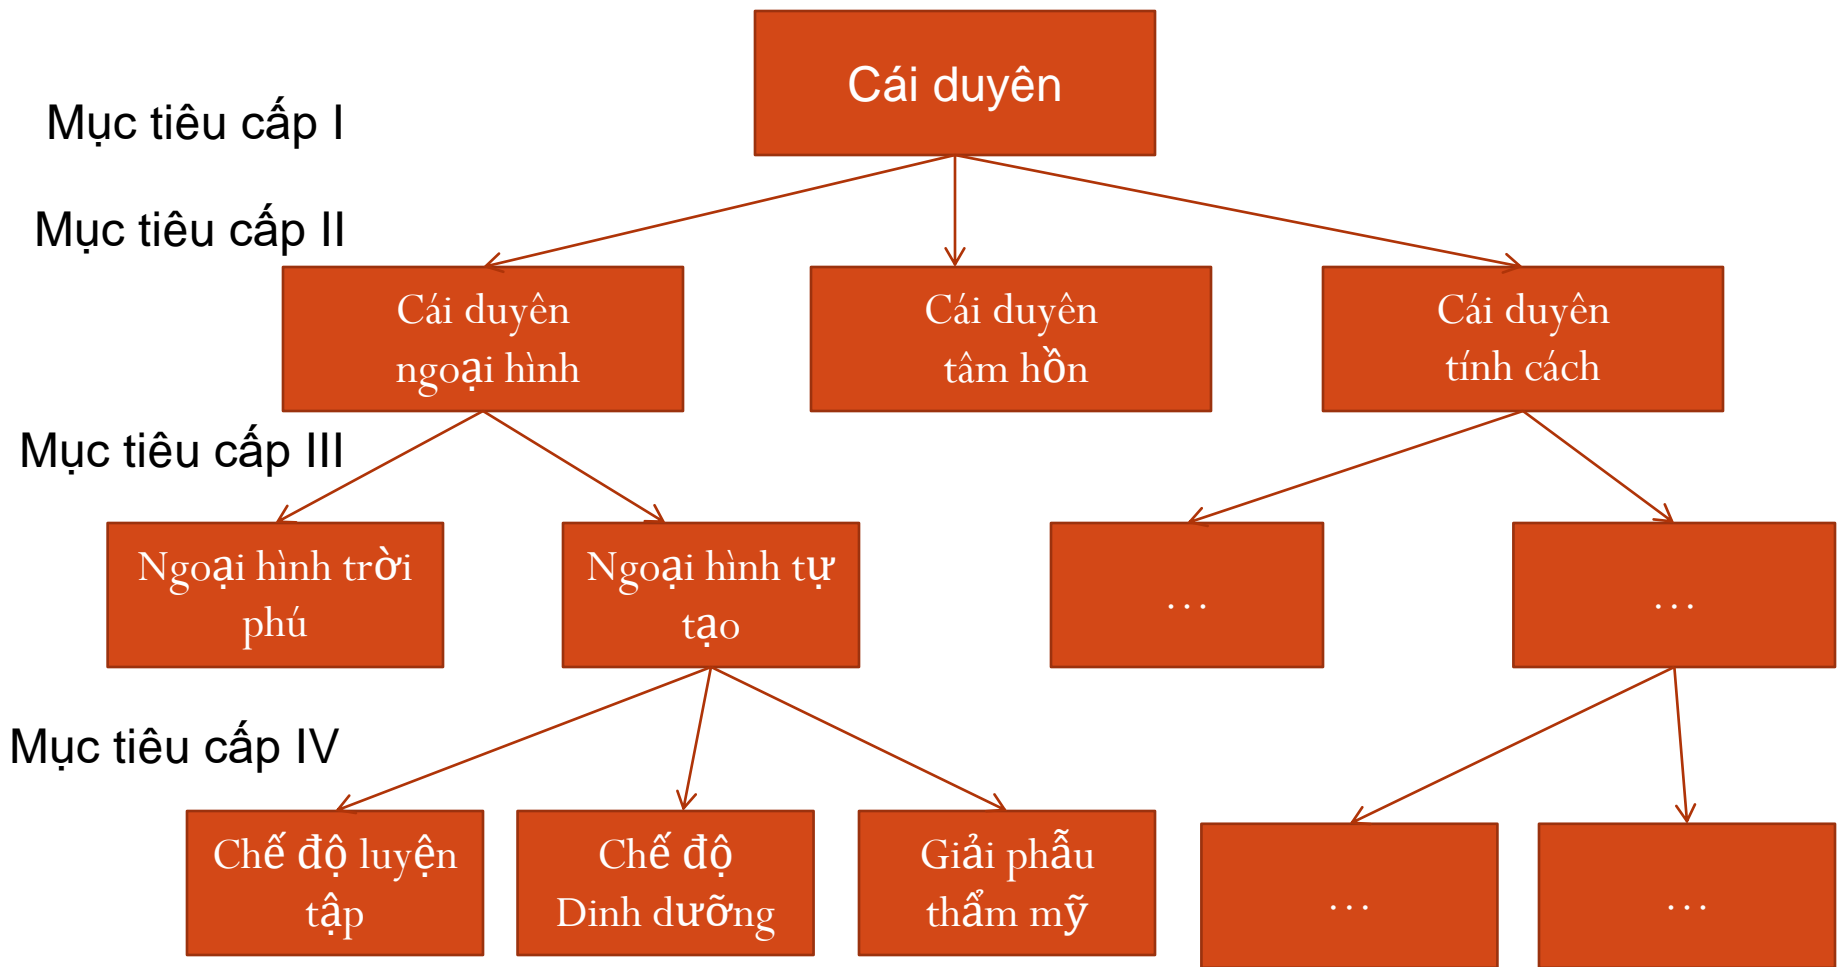 Cái duyên
Mục tiêu cấp I
Mục tiêu cấp II
Cái duyên
ngoại hình
Cái duyên
tâm hồn
Cái duyên
tính cách
Mục tiêu cấp III
Ngoại hình trời
phú
Ngoại hình tự
tạo
…
…
Mục tiêu cấp IV
Chế độ luyện
tập
Chế độ
Dinh dưỡng
Giải phẫu
thẩm mỹ
…
…